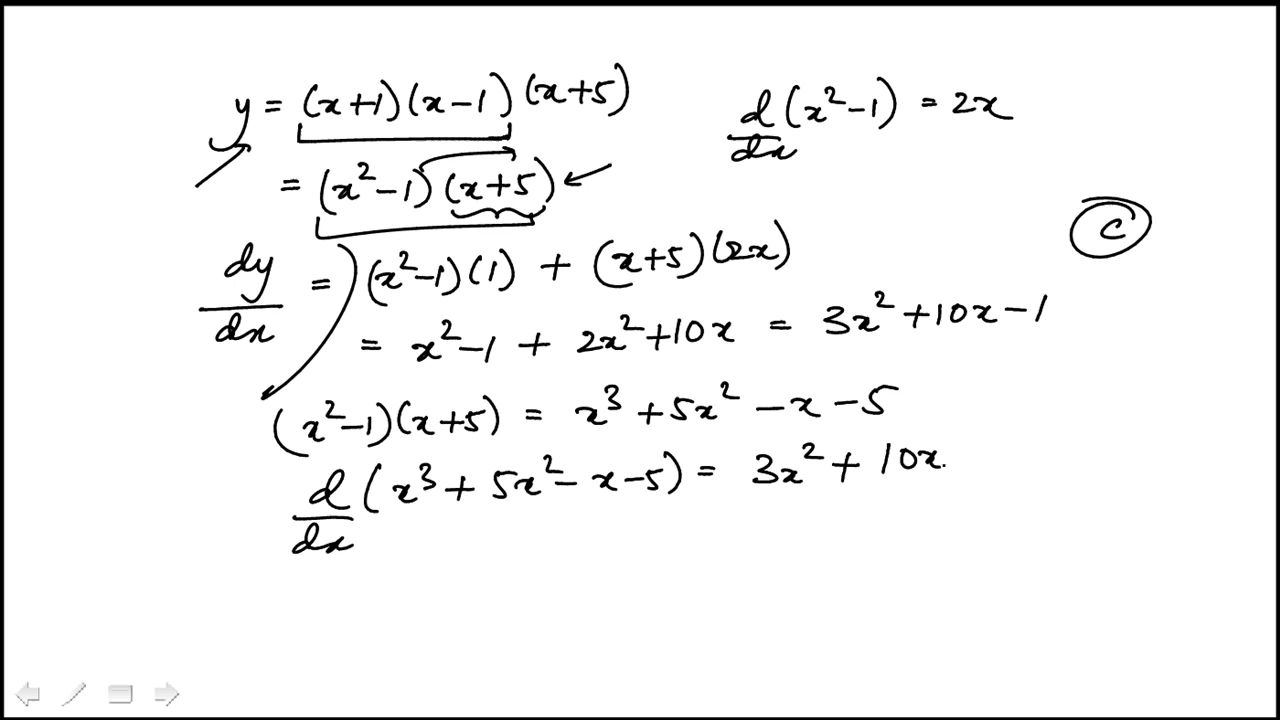 y = (x+1)(x-1)(x+5)
d/dx (x²-1) = 2x
= (x²-1)(x+5)
C
dy/dx = (x²-1)(1) + (x+5)(2x)
= x²-1 + 2x²+10x = 3x²+10x-1
(x²-1)(x+5) = x³+5x²-x-5
d/dx (x³+5x²-x-5) = 3x²+10x